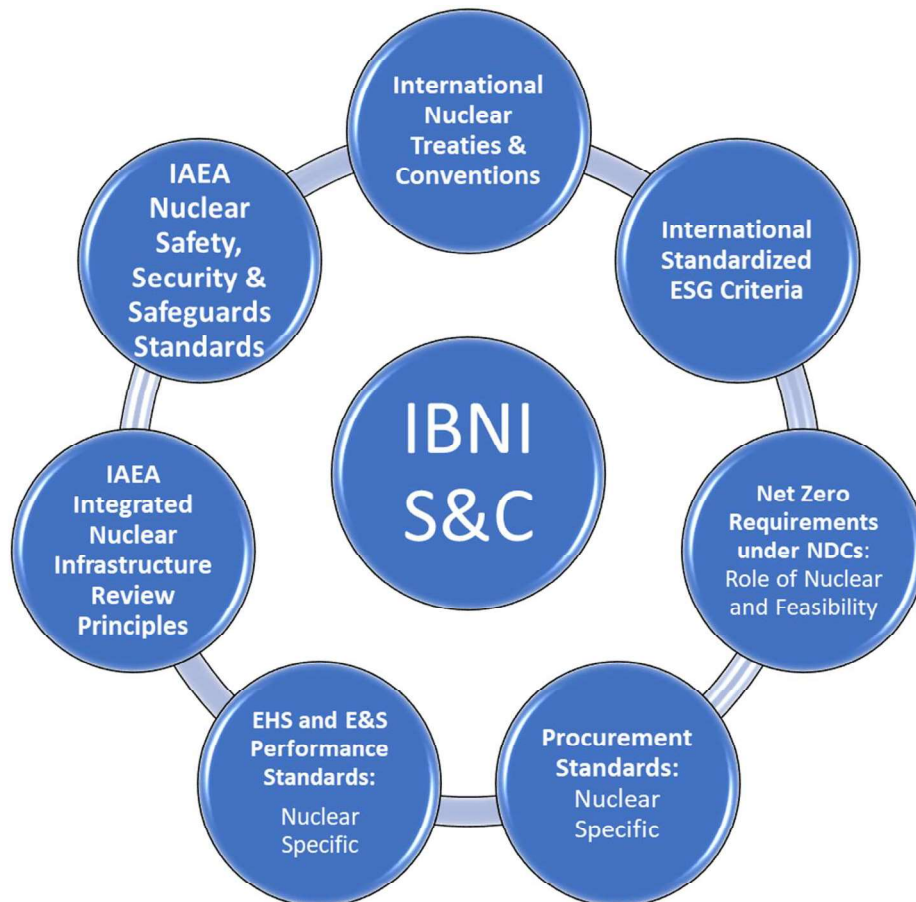 International
Nuclear
Treaties &
Conventions
International
Standardized
ESG Criteria
Net Zero
Requirements
under NDCs:
Role of Nuclear
and Feasibility
Procurement
Standards:
Nuclear
Specific
EHS and E&S
Performance
Standards:
Nuclear
Specific
IAEA
Integrated
Nuclear
Infrastructure
Review
Principles
IAEA
Nuclear
Safety,
Security &
Safeguards
Standards
IBNI
S&C